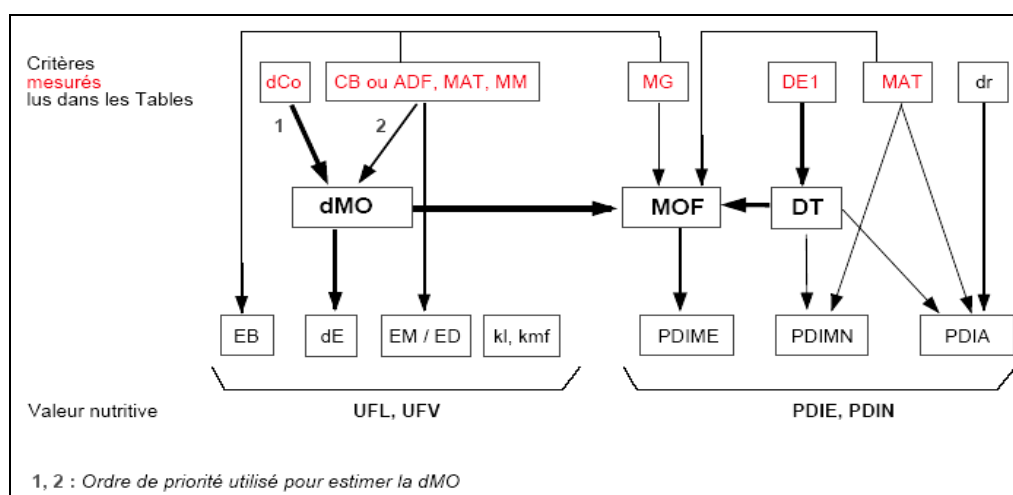 Critères
mesurés
lus dans les Tables
dCo
CB ou ADF, MAT, MM
MG
DE1
MAT
dr
1
2
dMO
MOF
DT
EB
dE
EM / ED
kl, kmf
PDIME
PDIMN
PDIA
Valeur nutritive
UFL, UFV
PDIE, PDIN
1, 2 : Ordre de priorité utilisé pour estimer la dMO